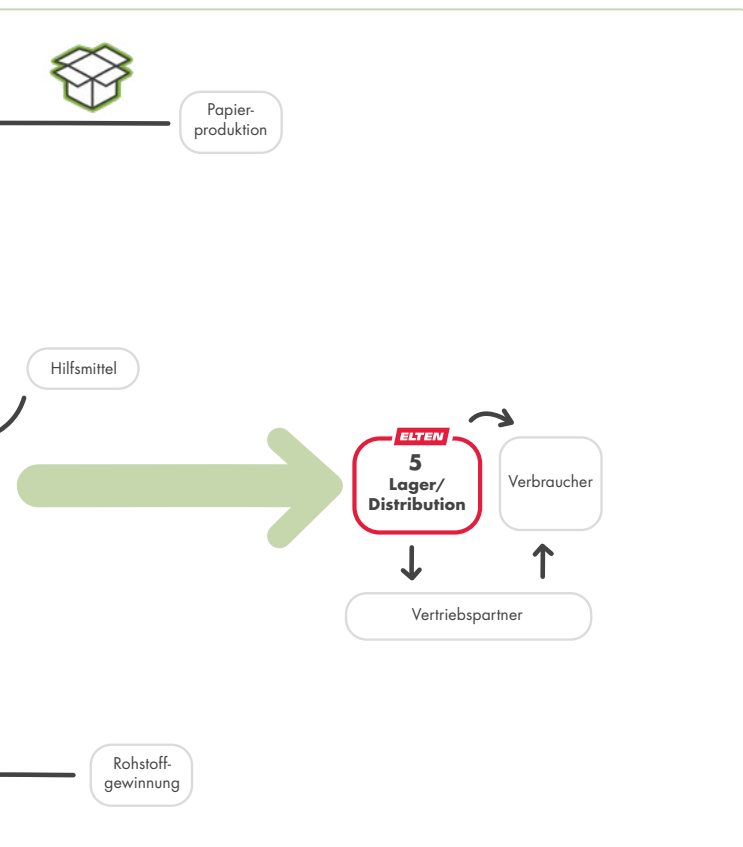 Papier-
produktion
Hilfsmittel
ELTEN
5
Lager/
Distribution
Verbraucher
Vertriebspartner
Rohstoff-
gewinnung